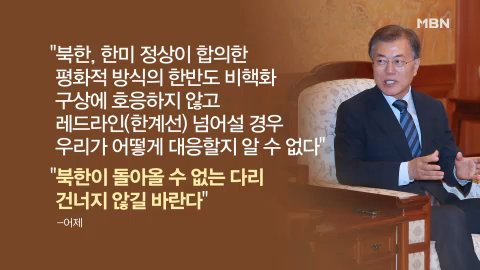 MBN
"북한, 한미 정상이 합의한
평화적 방식의 한반도 비핵화
구상에 호응하지 않고
레드라인(한계선) 넘어설 경우
우리가 어떻게 대응할지 알 수 없다"
"북한이 돌아올 수 없는 다리
건너지 않길 바란다"
-어제